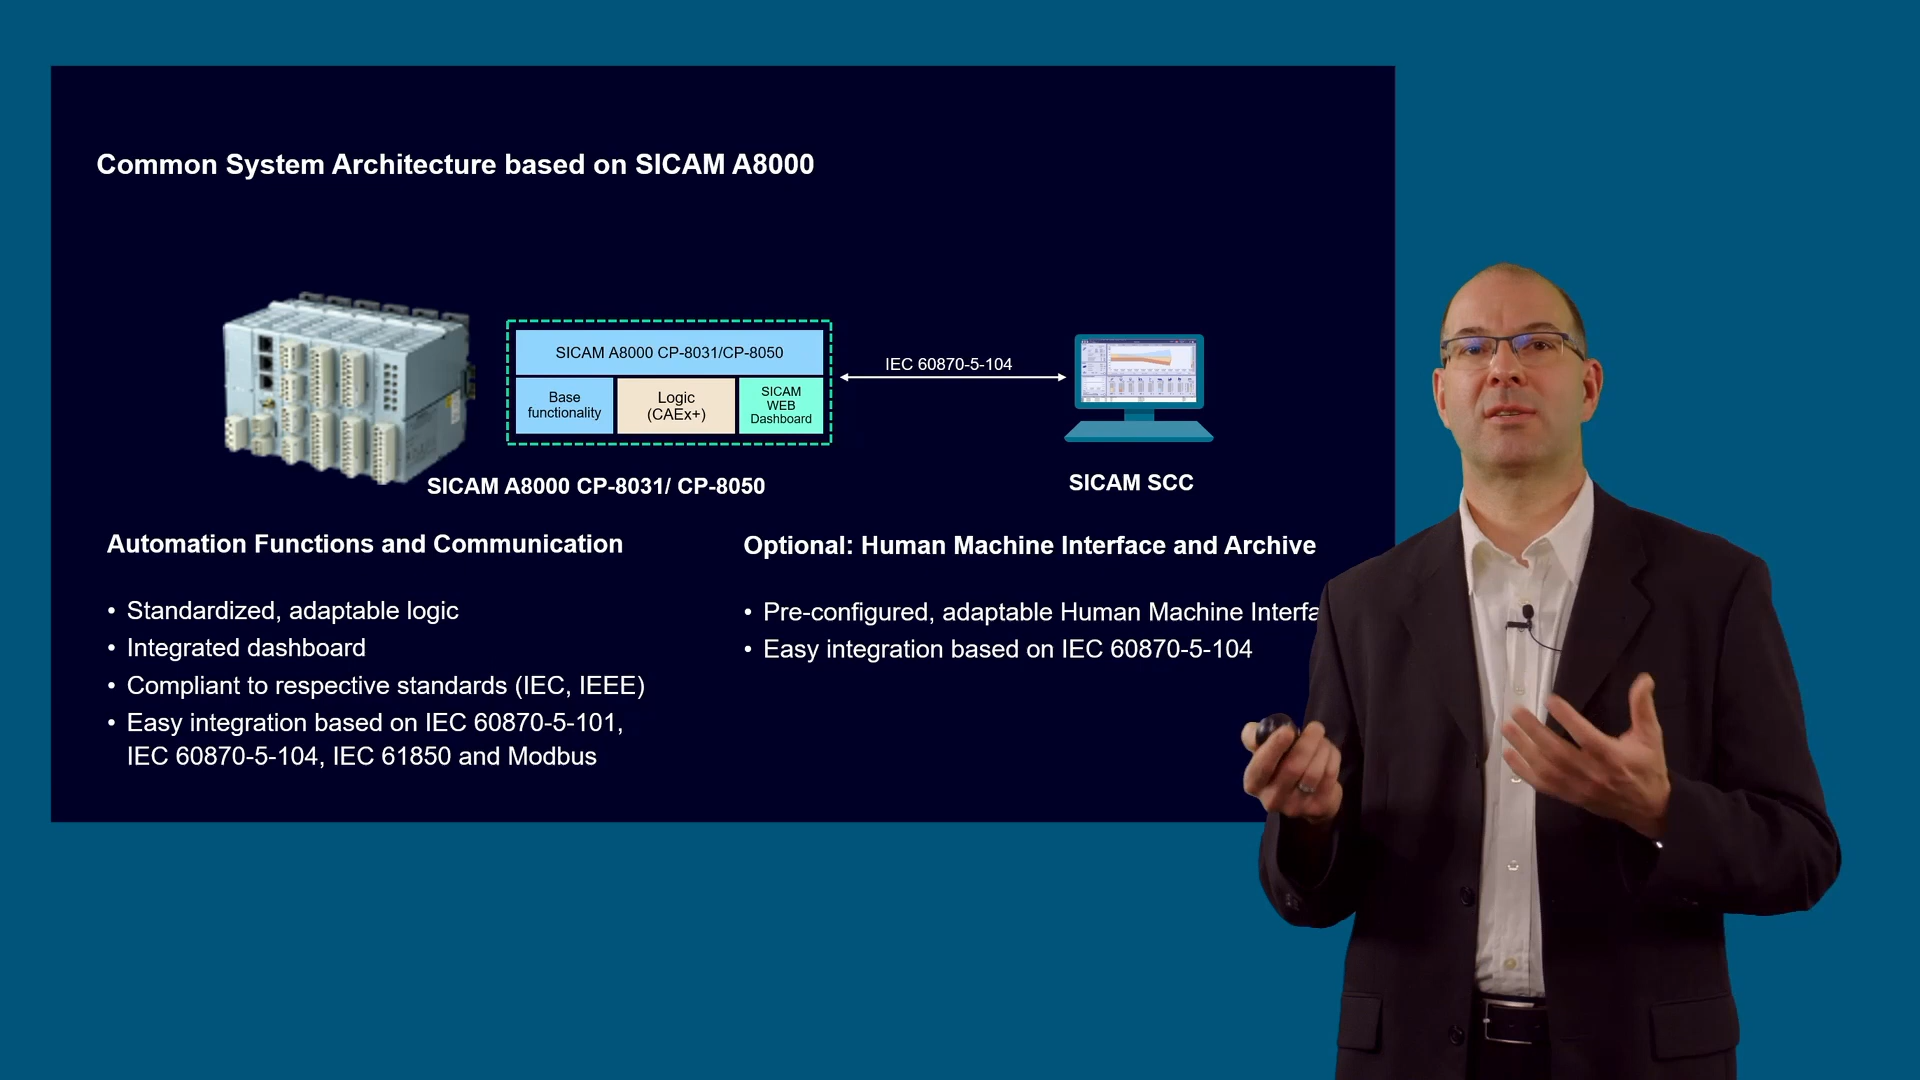 Common System Architecture based on SICAM A8000
SICAM A8000 CP-8031/CP-8050
Base
functionality
Logic
(CAEx+)
SICAM
WEB
Dashboard
IEC 60870-5-104
SICAM A8000 CP-8031/ CP-8050
SICAM SCC
Automation Functions and Communication
• Standardized, adaptable logic
• Integrated dashboard
• Compliant to respective standards (IEC, IEEE)
• Easy integration based on IEC 60870-5-101,
IEC 60870-5-104, IEC 61850 and Modbus
Optional: Human Machine Interface and Archive
• Pre-configured, adaptable Human Machine Interfa
• Easy integration based on IEC 60870-5-104